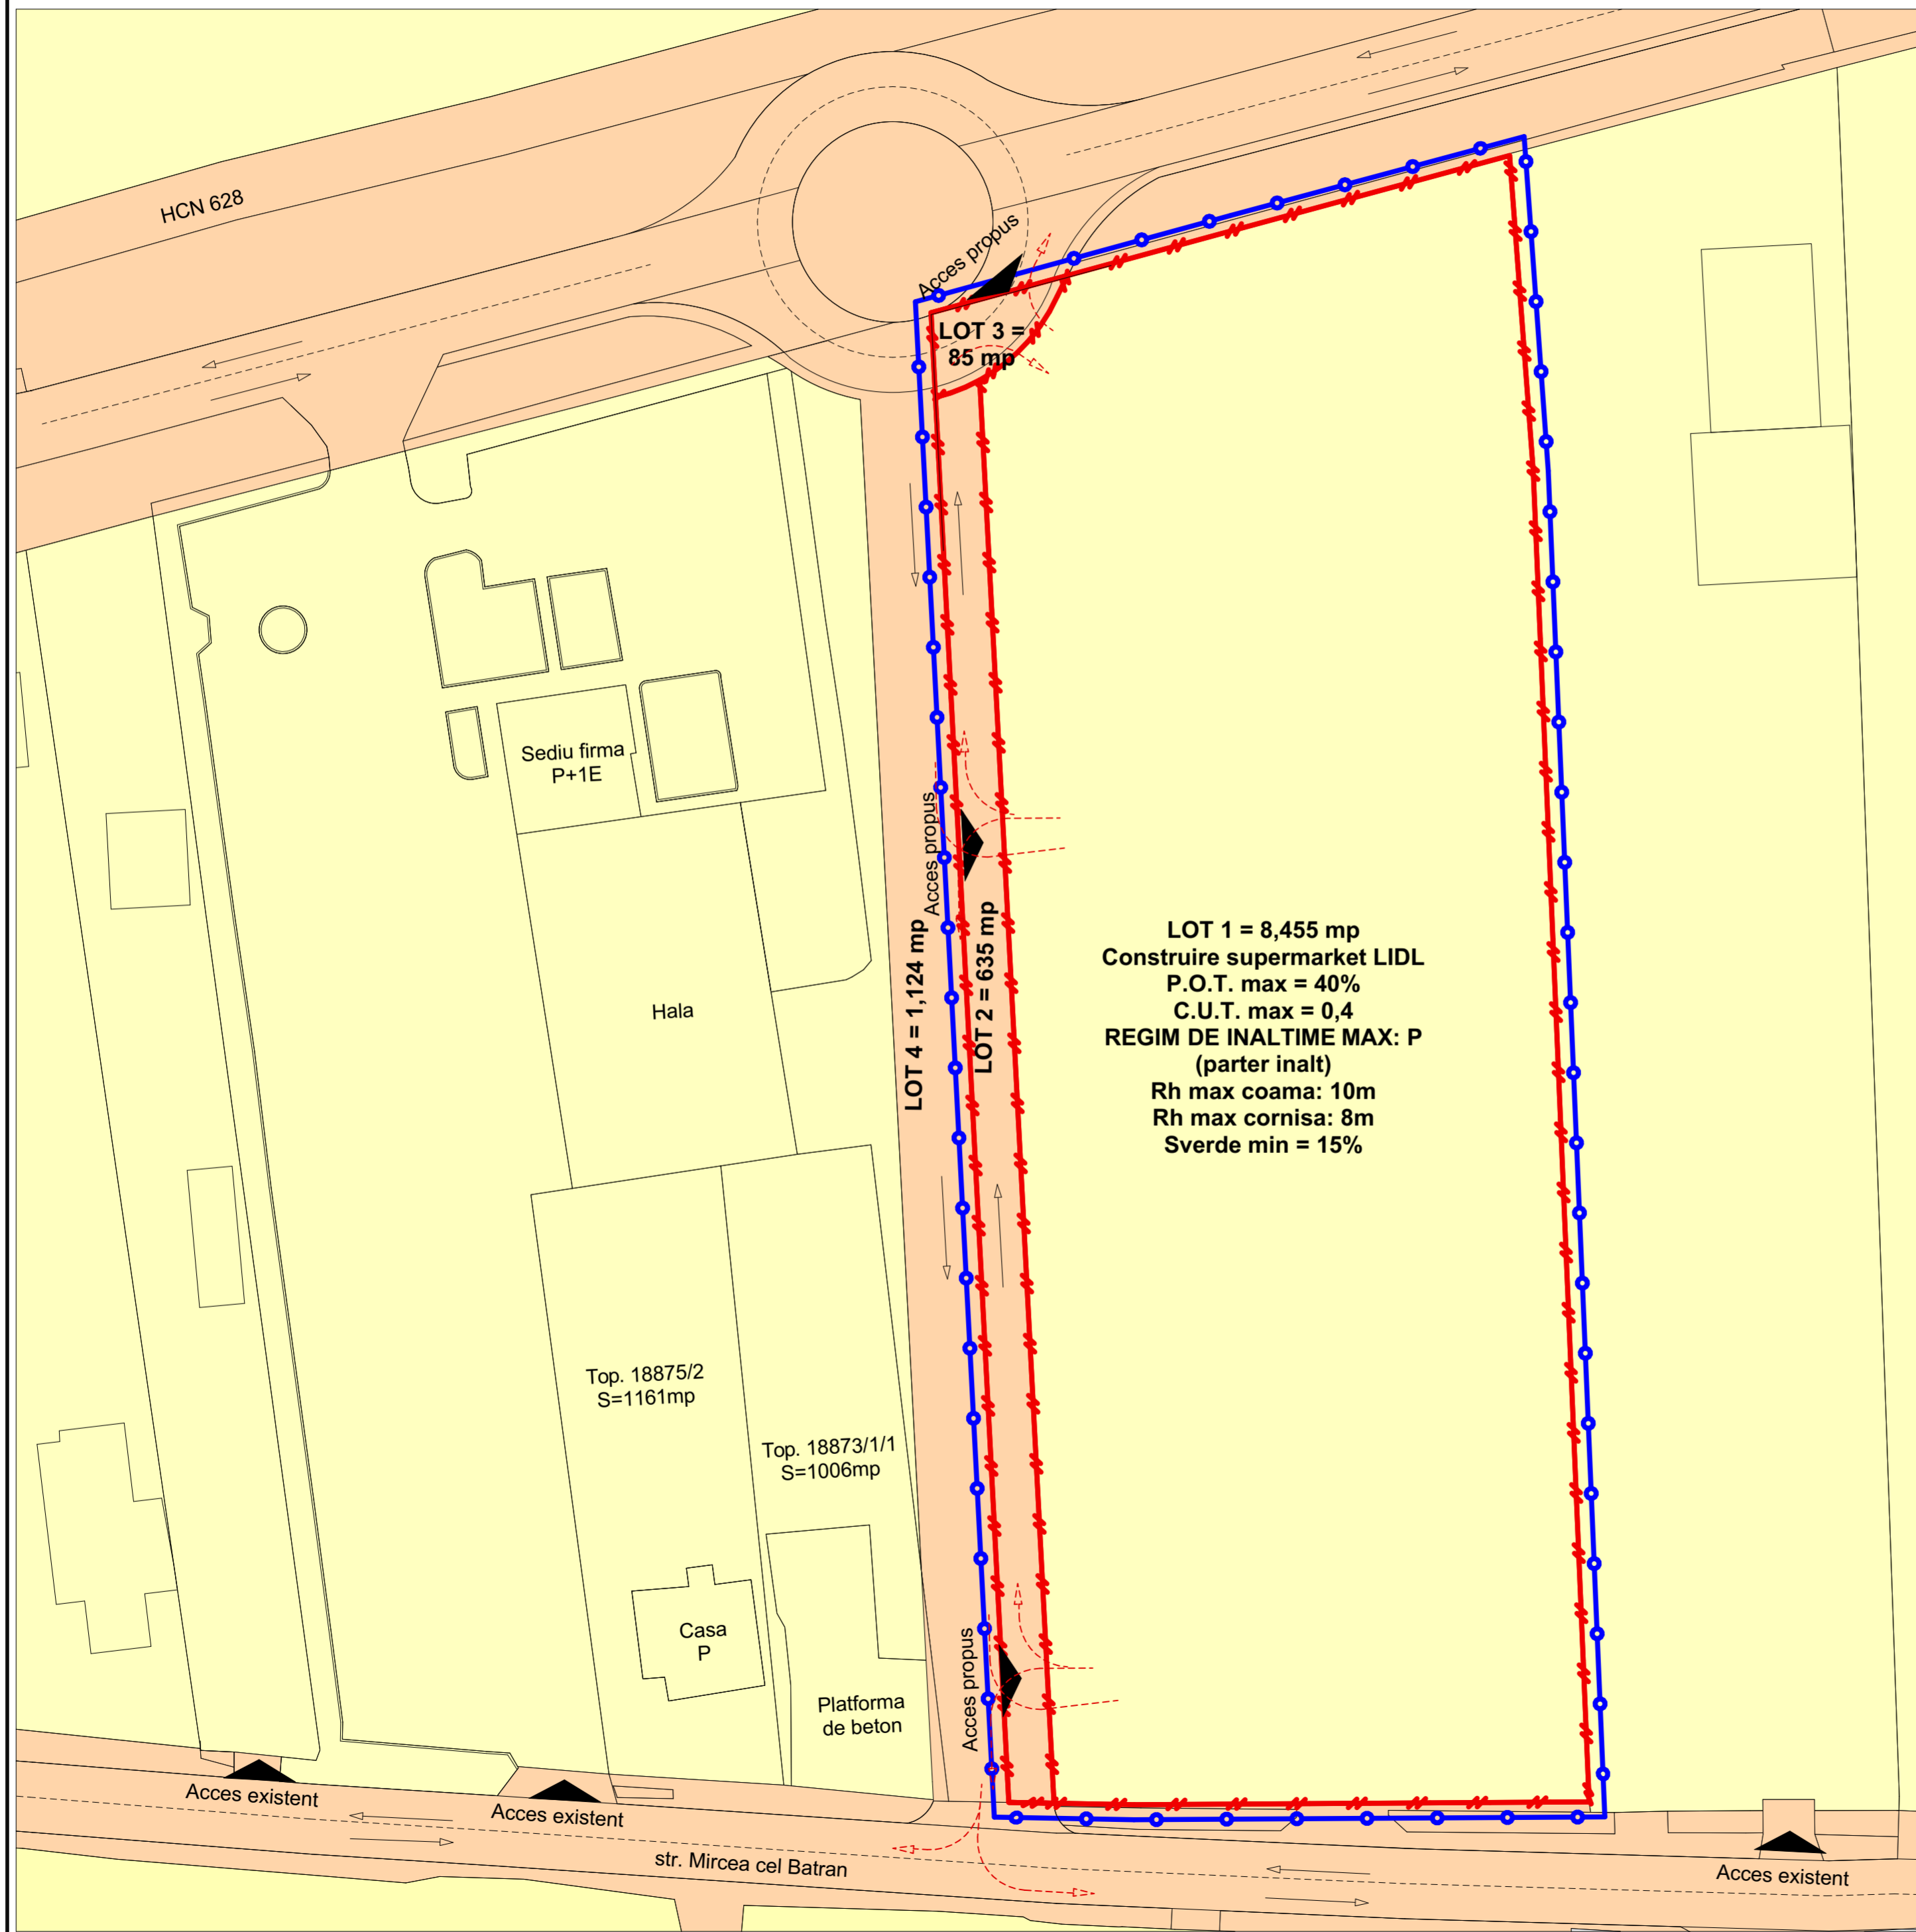 HCN 628
Acces propus
LOT 3 =
85 mp
Sediu firma
P+1E
Acces propus
LOT 4 = 1,124 mp
LOT 2 = 635 mp
LOT 1 = 8,455 mp
Construire supermarket LIDL
P.O.T. max = 40%
C.U.T. max = 0,4
REGIM DE INALTIME MAX: P
(parter inalt)
Rh max coama: 10m
Rh max cornisa: 8m
Sverde min = 15%
Hala
Top. 18875/2
S=1161mp
Top. 18873/1/1
S=1006mp
Casa
P
Platforma
de beton
Acces propus
Acces existent
Acces existent
str. Mircea cel Batran
Acces existent